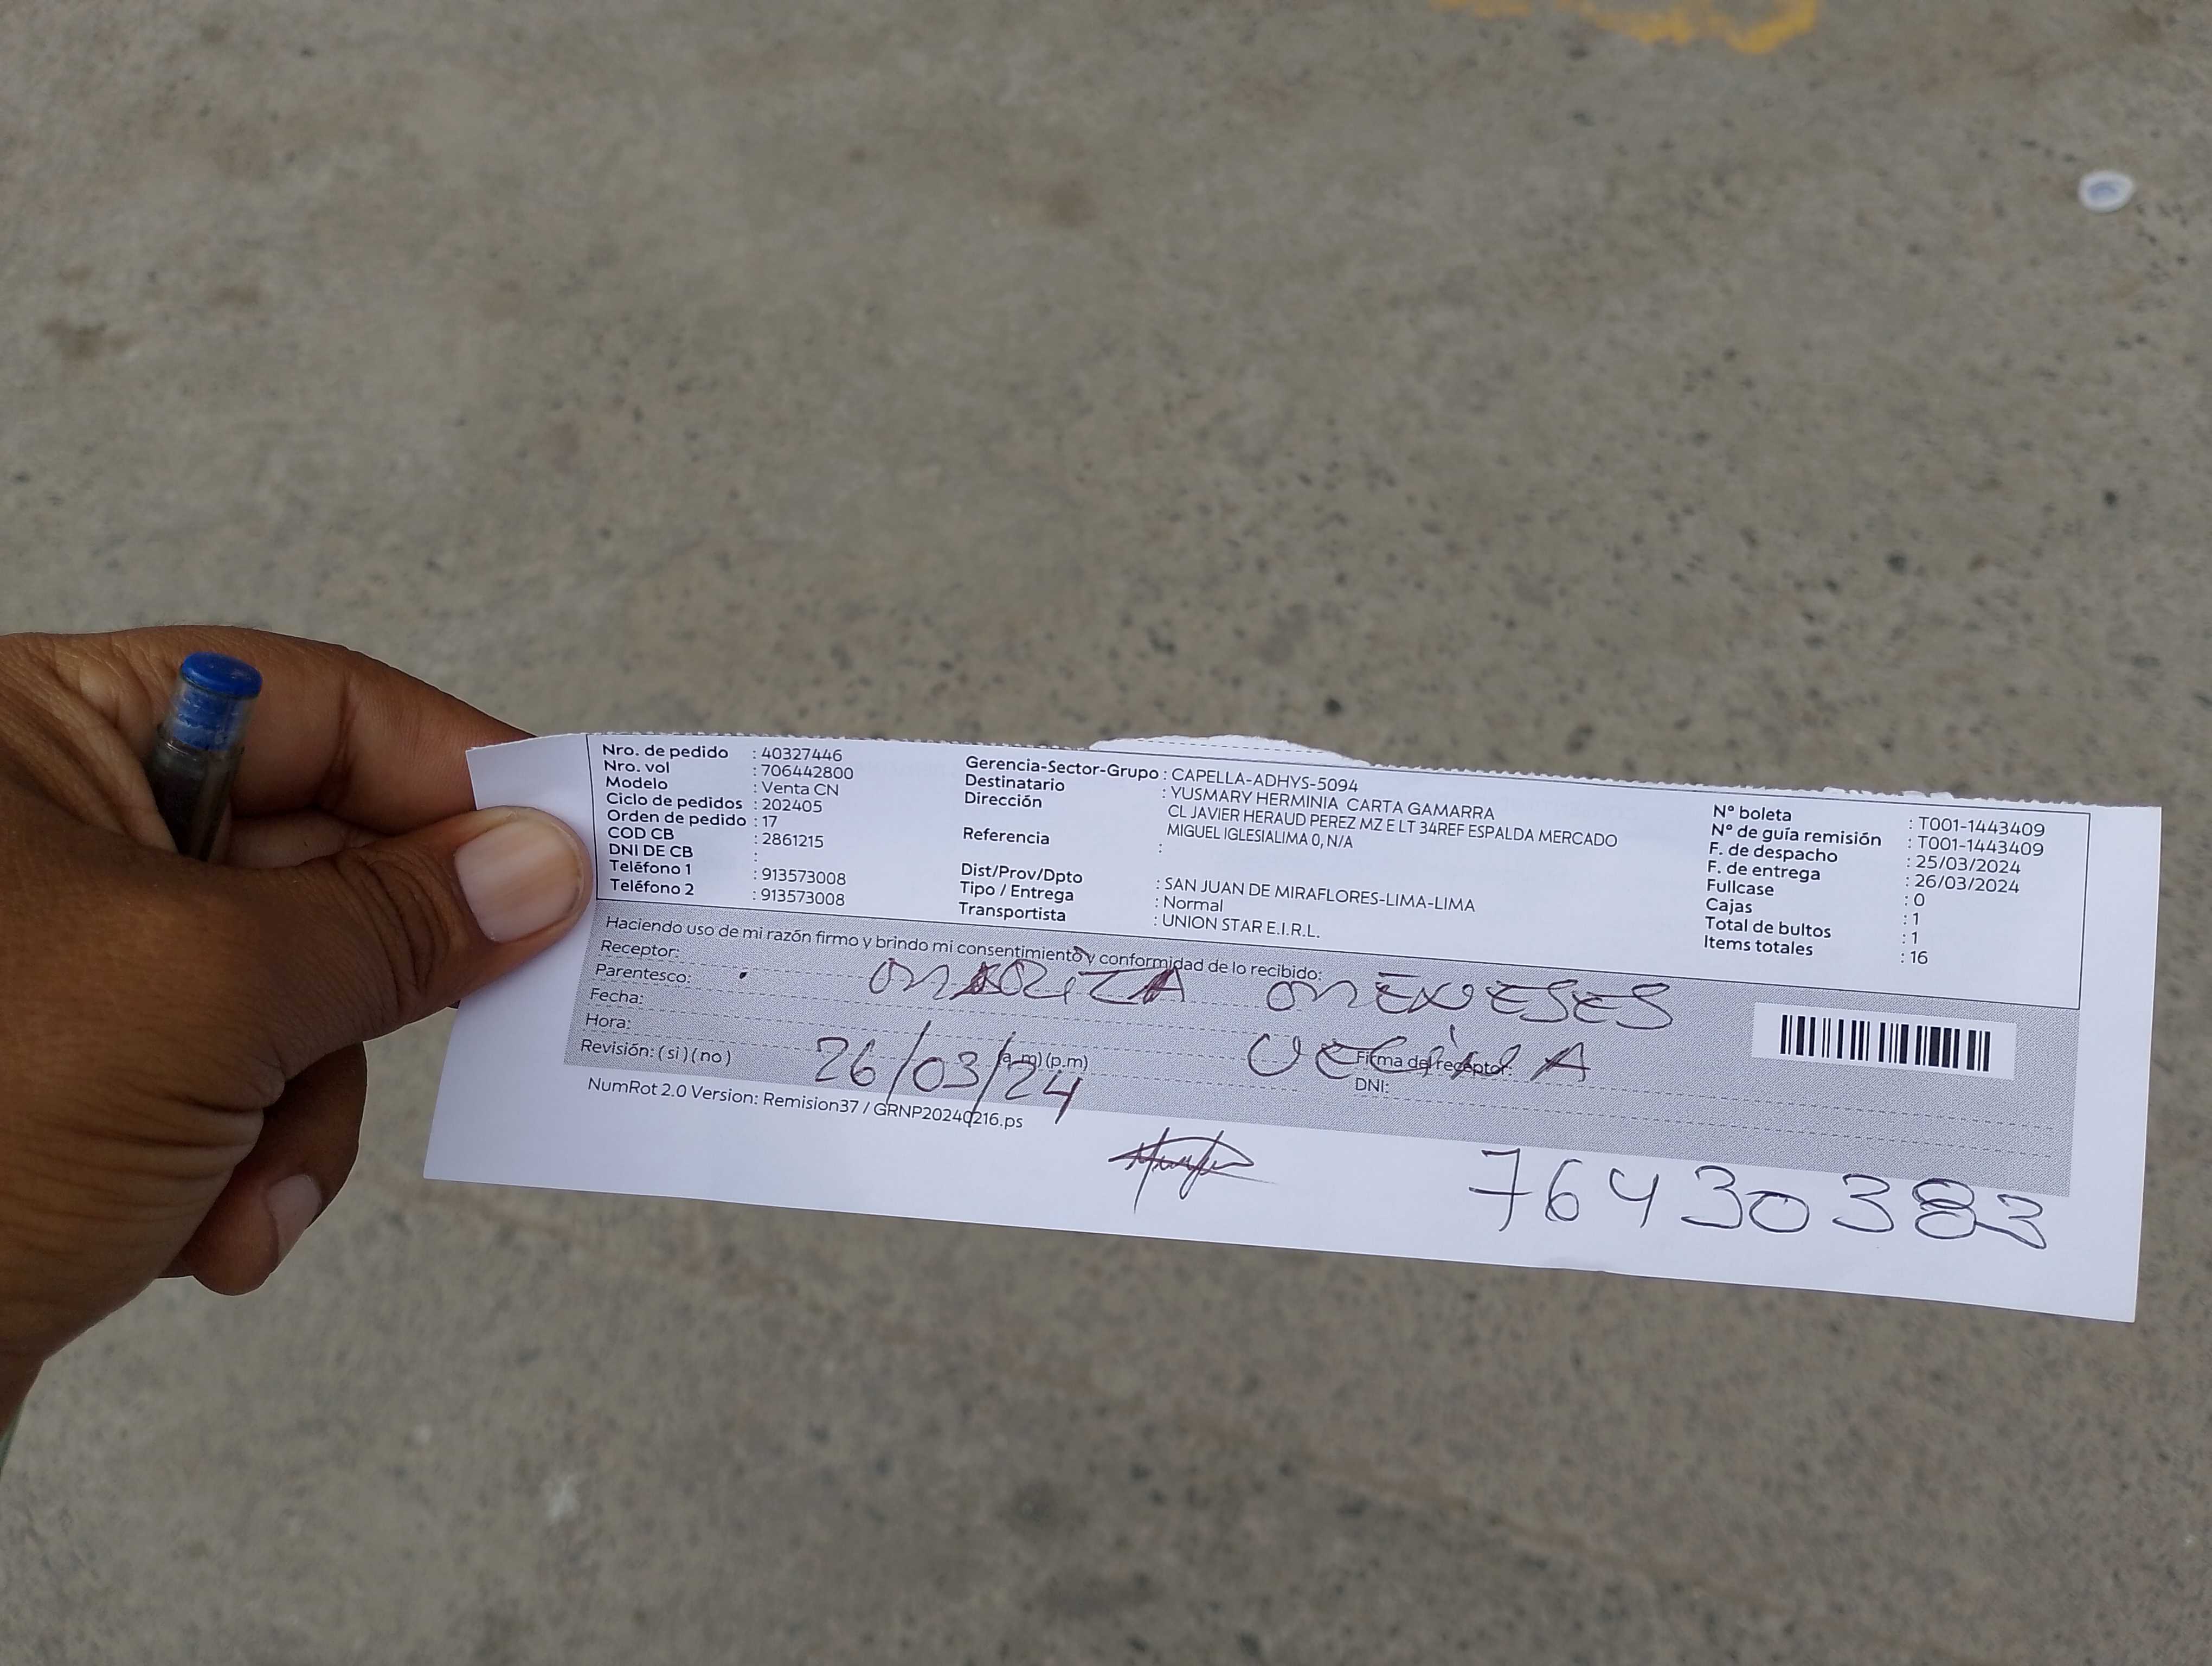 Nro. de pedido : 40327446
Nro. vol : 706442800
Modelo : Venta CN
Ciclo de pedidos : 202405
Orden de pedido : 17
COD CB : 2861215
DNI DE CB :
Teléfono 1 : 913573008
Teléfono 2 : 913573008
Gerencia-Sector-Grupo : CAPELLA-ADHYS-5094
Destinatario : YUSMARY HERMINIA CARTA GAMARRA
Dirección CL JAVIER HERAUD PEREZ MZ E LT 34REF ESPALDA MERCADO
MIGUEL IGLESIALIMA 0, N/A
Referencia :
Dist/Prov/Dpto : SAN JUAN DE MIRAFLORES-LIMA-LIMA
Tipo / Entrega : Normal
Transportista : UNION STAR E.I.R.L.
N° boleta : T001-1443409
N° de guía remisión : T001-1443409
F. de despacho : 25/03/2024
F. de entrega : 26/03/2024
Fullcase : 0
Cajas : 1
Total de bultos : 1
Items totales : 16
Haciendo uso de mi razón firmo y brindo mi consentimiento y conformidad de lo recibido:
Receptor: MARITZA MENESES
Parentesco:
Fecha:
Hora: (a.m) (p.m)
VECINA
26/03/24
Firma del receptor:
Revisión: ( si ) ( no )
DNI:
NumRot 2.0 Version: Remision37 / GRNP20240216.ps
76430383